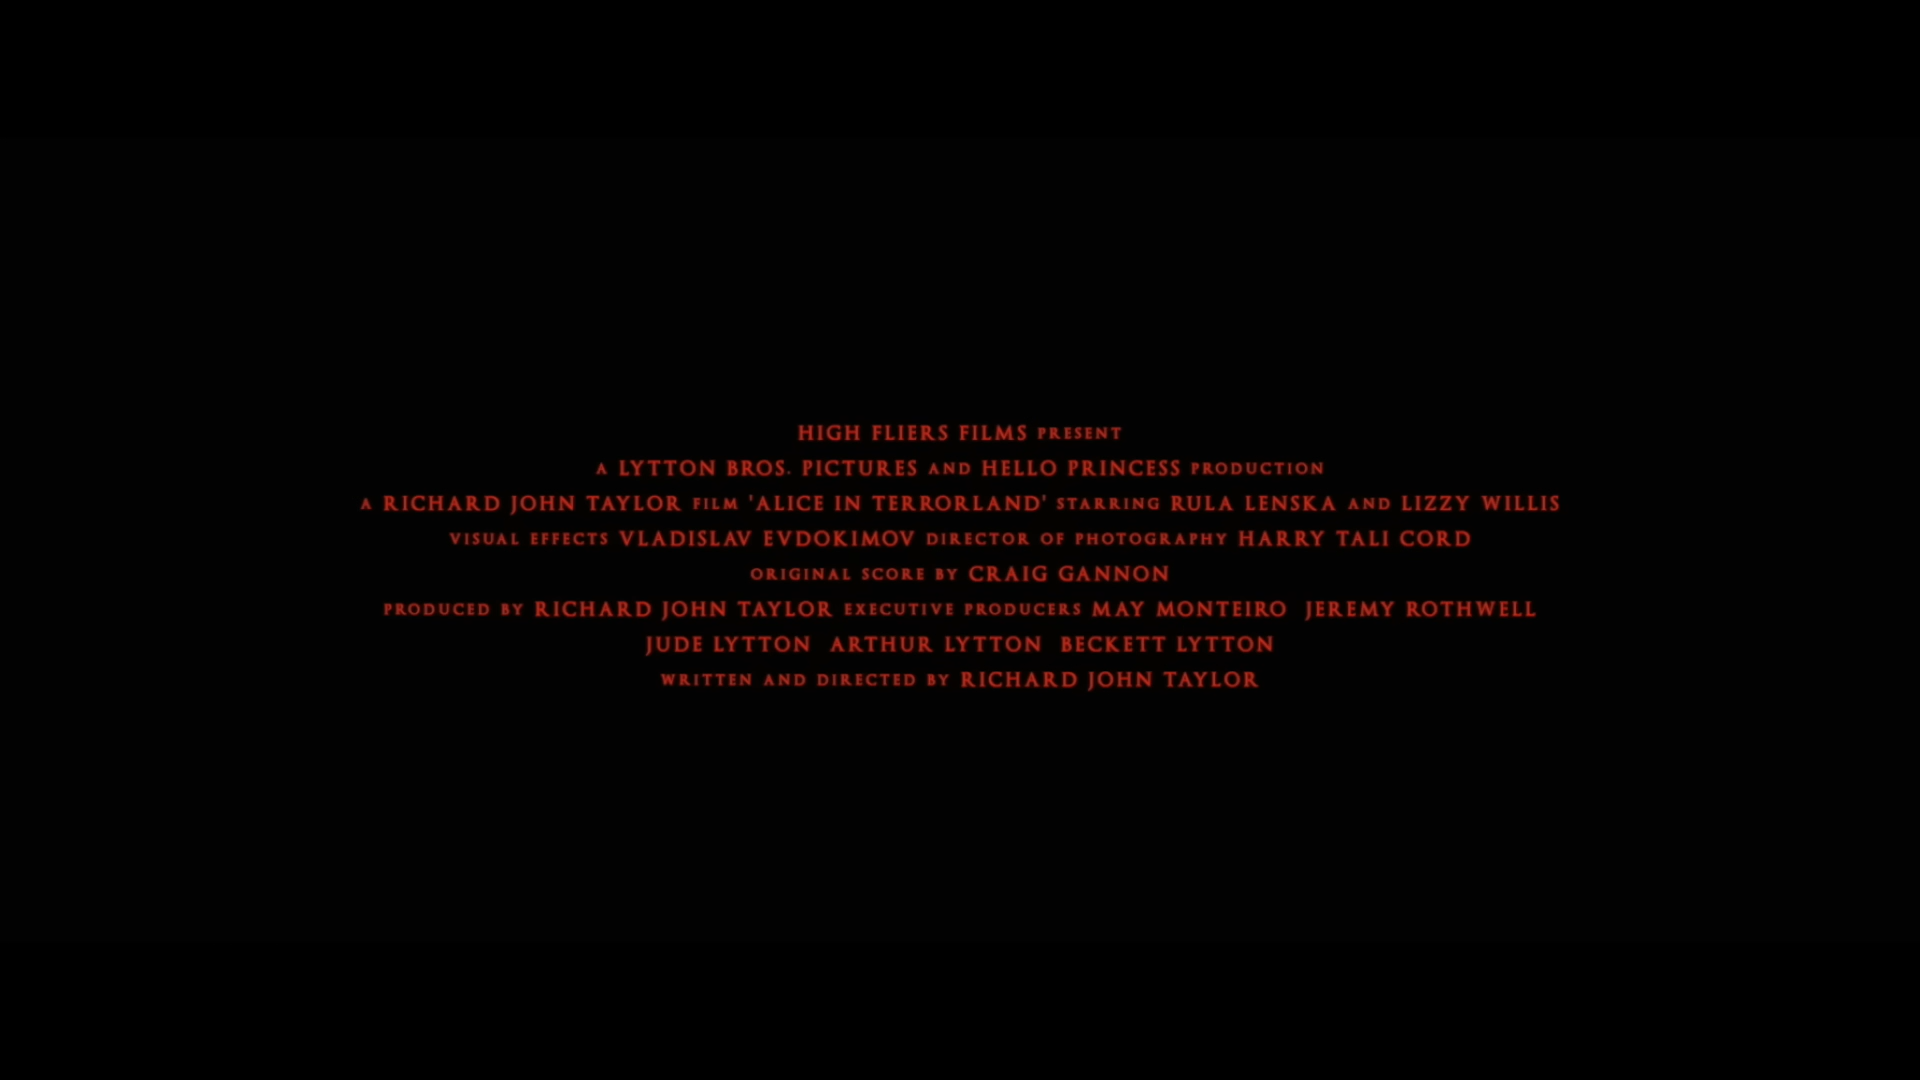 HIGH FLIERS FILMS PRESENT
A LYTTON BROS. PICTURES AND HELLO PRINCESS PRODUCTION
A RICHARD JOHN TAYLOR FILM 'ALICE IN TERRORLAND' STARRING RULA LENSKA AND LIZZY WILLIS
VISUAL EFFECTS VLADISLAV EVDOKIMOV DIRECTOR OF PHOTOGRAPHY HARRY TALI CORD
ORIGINAL SCORE BY CRAIG GANNON
PRODUCED BY RICHARD JOHN TAYLOR EXECUTIVE PRODUCERS MAY MONTEIRO JEREMY ROTHWELL
JUDE LYTTON ARTHUR LYTTON BECKETT LYTTON
WRITTEN AND DIRECTED BY RICHARD JOHN TAYLOR